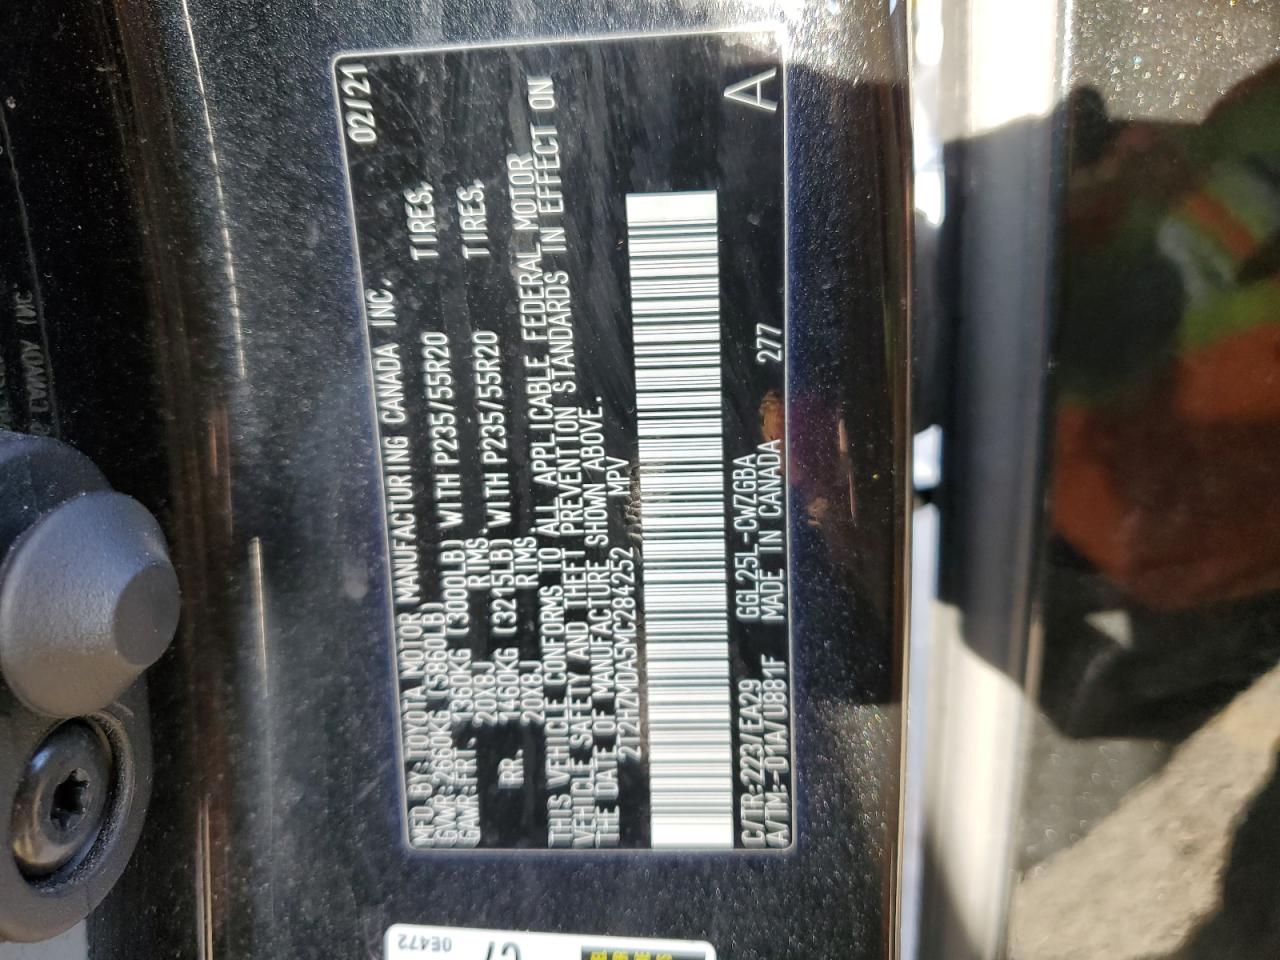 MFD. BY: TOYOTA MOTOR MANUFACTURING CANADA INC. 02/21
GVWR: 2660KG (5860LB)
GAWR: FRT. 1360KG (3000LB) WITH P235/55R20 TIRES,
20X8J RIMS.
RR. 1460KG (3215LB) WITH P235/55R20 TIRES,
20X8J RIMS.
THIS VEHICLE CONFORMS TO ALL APPLICABLE FEDERAL MOTOR
VEHICLE SAFETY AND THEFT PREVENTION STANDARDS IN EFFECT ON
THE DATE OF MANUFACTURE SHOWN ABOVE.
2T2HZMDA5MC284252 MPV
C/TR: 223/EA29 GGL25L-CWZGBA
A/TM: -01A/U881F MADE IN CANADA 277 A
0E472